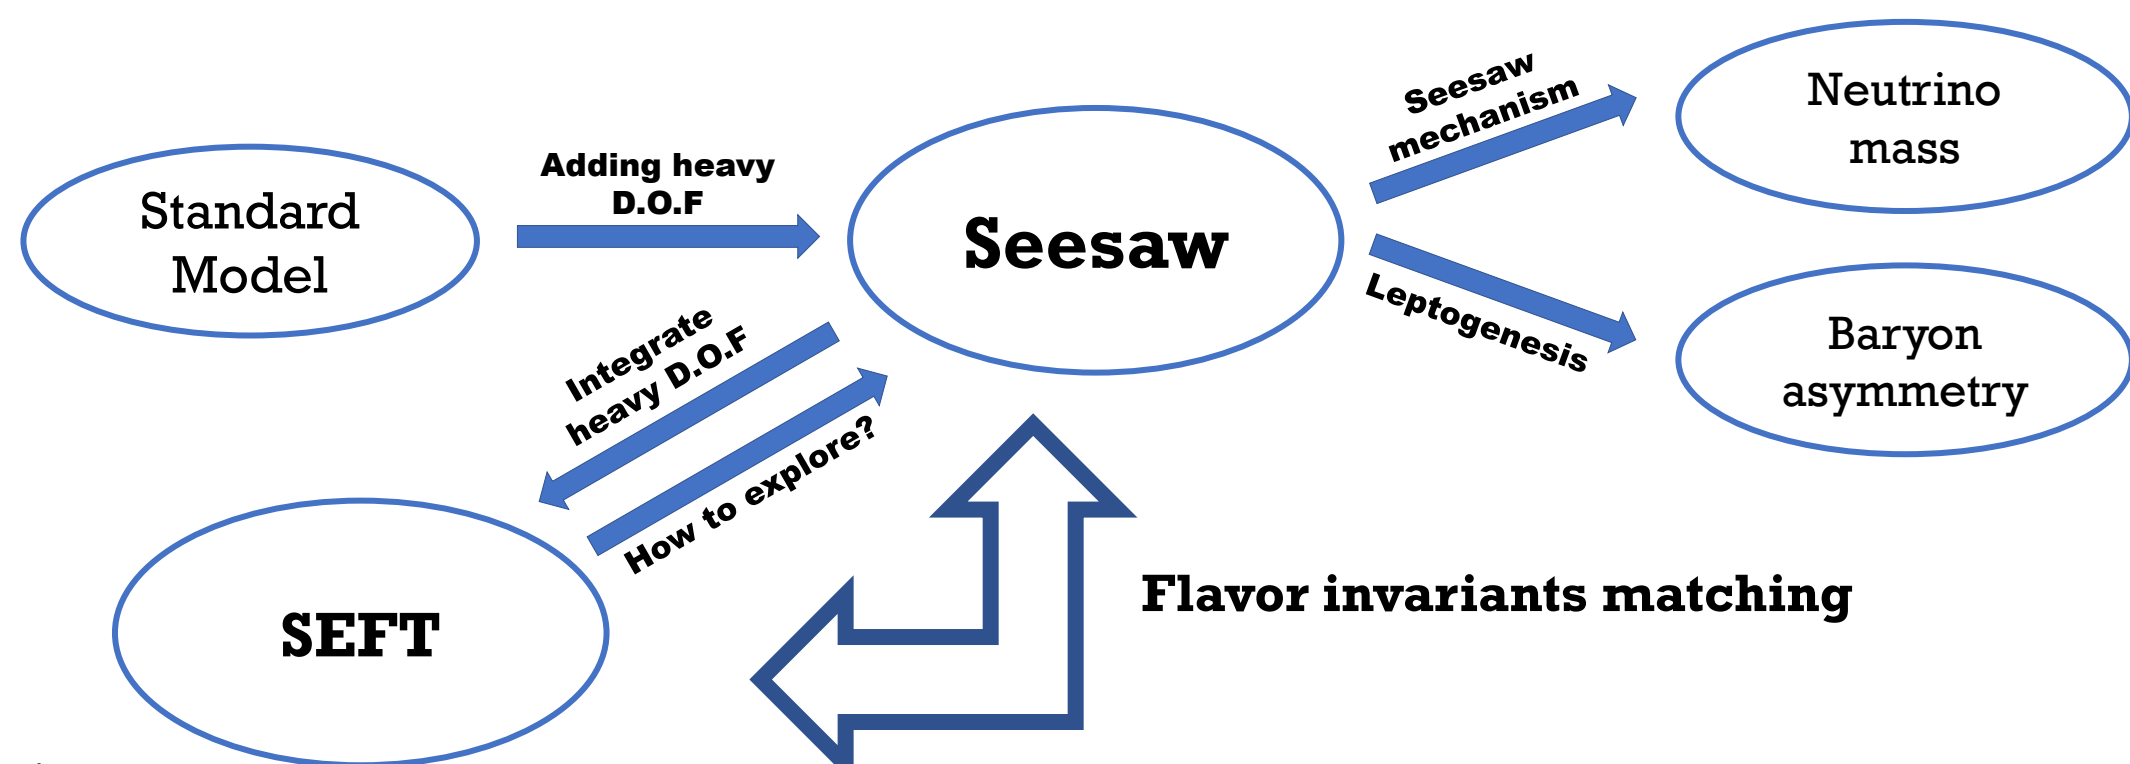 Standard
Model
Adding heavy
D.O.F
Seesaw
Seesaw
mechanism
Neutrino
mass
Leptogenesis
Baryon
asymmetry
Integrate
heavy D.O.F
How to explore?
SEFT
Flavor invariants matching